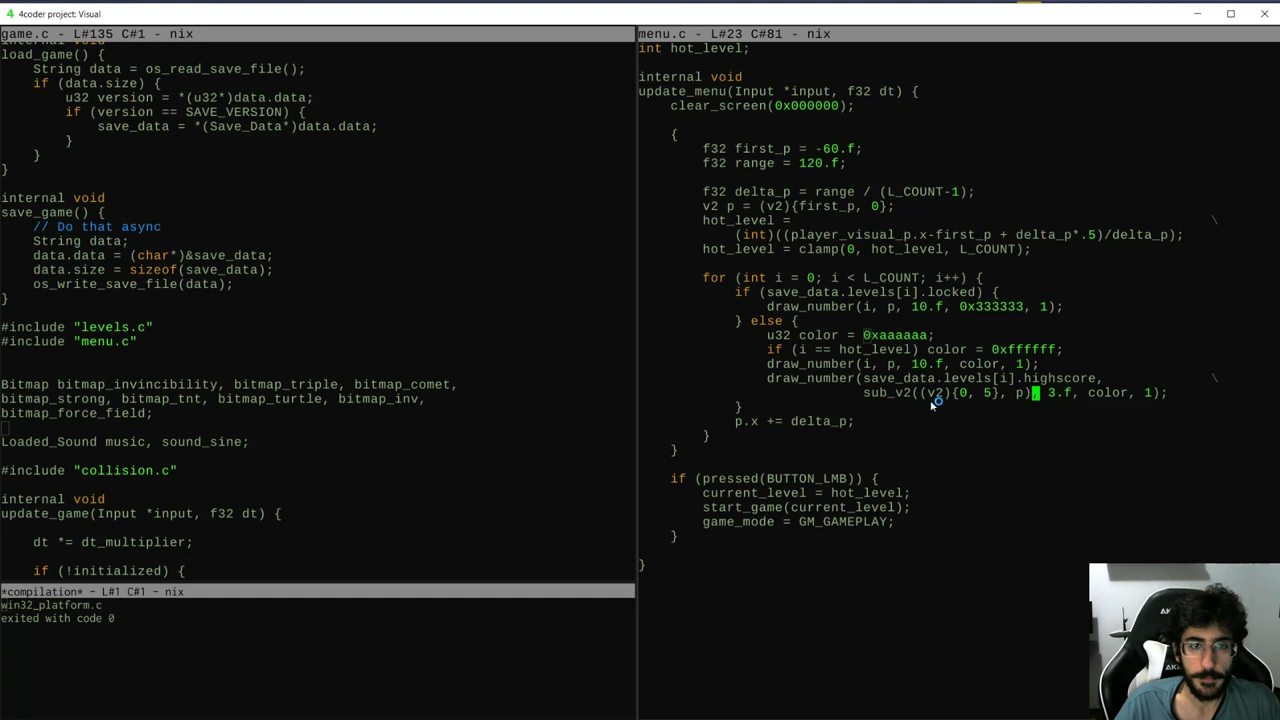 4 4coder project: Visual
game.c - L#135 C#1 - nix
internal void
load_game() {
String data = os_read_save_file();
if (data.size) {
u32 version = *(u32*)data.data;
if (version == SAVE_VERSION) {
save_data = *(Save_Data*)data.data;
}
}
}
internal void
save_game() {
// Do that async
String data;
data.data = (char*)&save_data;
data.size = sizeof(save_data);
os_write_save_file(data);
}
#include "levels.c"
#include "menu.c"
Bitmap bitmap_invincibility, bitmap_triple, bitmap_comet,
bitmap_strong, bitmap_tnt, bitmap_turtle, bitmap_inv,
bitmap_force_field;
Loaded_Sound music, sound_sine;
#include "collision.c"
internal void
update_game(Input *input, f32 dt) {
dt *= dt_multiplier;
if (!initialized) {
*compilation* - L#1 C#1 - nix
win32_platform.c
exited with code 0
menu.c - L#23 C#81 - nix
int hot_level;
internal void
update_menu(Input *input, f32 dt) {
clear_screen(0x000000);
{
f32 first_p = -60.f;
f32 range = 120.f;
f32 delta_p = range / (L_COUNT-1);
v2 p = (v2){first_p, 0};
hot_level = \
(int)((player_visual_p.x-first_p + delta_p*.5)/delta_p);
hot_level = clamp(0, hot_level, L_COUNT);
for (int i = 0; i < L_COUNT; i++) {
if (save_data.levels[i].locked) {
draw_number(i, p, 10.f, 0x333333, 1);
} else {
u32 color = 0xaaaaaa;
if (i == hot_level) color = 0xffffff;
draw_number(i, p, 10.f, color, 1);
draw_number(save_data.levels[i].highscore, \
sub_v2((v2){0, 5}, p), 3.f, color, 1);
}
p.x += delta_p;
}
}
if (pressed(BUTTON_LMB)) {
current_level = hot_level;
start_game(current_level);
game_mode = GM_GAMEPLAY;
}
}